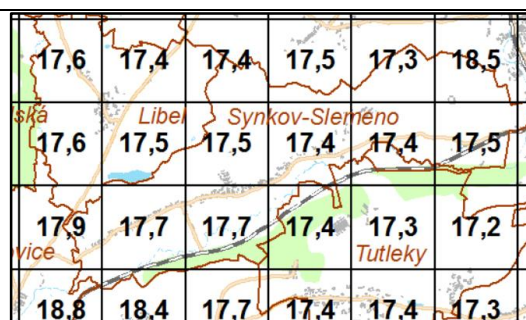 17,6 17,4 17,4 17,5 17,3 18,5
lská Libel Synkov-Slemeno
17,6 17,5 17,5 17,4 17,4 17,5
17,9 17,7 17,7 17,4 17,3 17,2
vice Tutleky
18,8 18,4 17,7 17,4 17,4 17,3